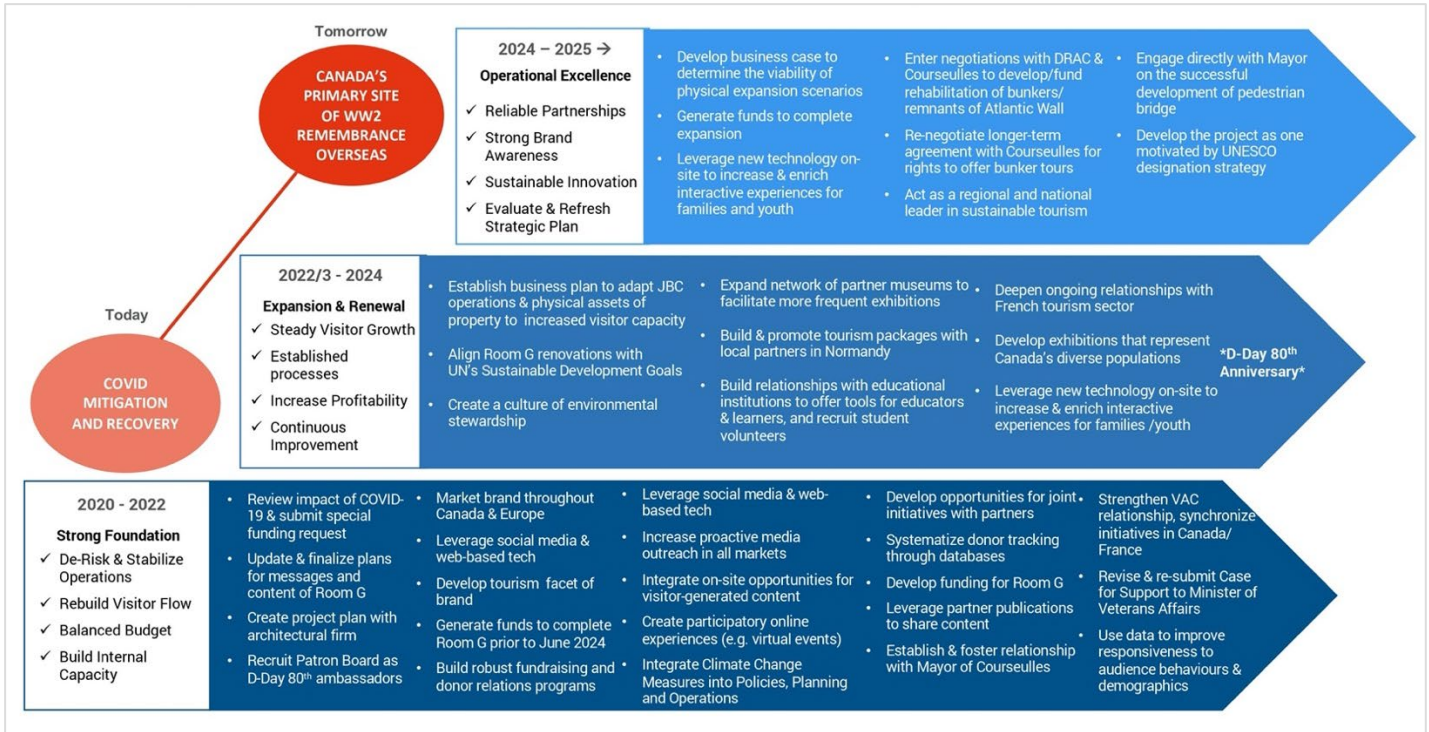 Tomorrow
CANADA'S
PRIMARY SITE
OF WW2
REMEMBRANCE
OVERSEAS
2024 – 2025 →
Operational Excellence
✓ Reliable Partnerships
✓ Strong Brand
Awareness
✓ Sustainable Innovation
✓ Evaluate & Refresh
Strategic Plan
• Develop business case to
determine the viability of
physical expansion scenarios
• Generate funds to complete
expansion
• Leverage new technology on-
site to increase & enrich
interactive experiences for
families and youth
• Enter negotiations with DRAC &
Courseulles to develop/fund
rehabilitation of bunkers/
remnants of Atlantic Wall
• Re-negotiate longer-term
agreement with Courseulles for
rights to offer bunker tours
• Act as a regional and national
leader in sustainable tourism
• Engage directly with Mayor
on the successful
development of pedestrian
bridge
• Develop the project as one
motivated by UNESCO
designation strategy
Today
COVID
MITIGATION
AND RECOVERY
2022/3 - 2024
Expansion & Renewal
✓ Steady Visitor Growth
✓ Established
processes
✓ Increase Profitability
✓ Continuous
Improvement
• Establish business plan to adapt JBC
operations & physical assets of
property to increased visitor capacity
• Align Room G renovations with
UN's Sustainable Development Goals
• Create a culture of environmental
stewardship
• Expand network of partner museums to
facilitate more frequent exhibitions
• Build & promote tourism packages with
local partners in Normandy
• Build relationships with educational
institutions to offer tools for educators
& learners, and recruit student
volunteers
• Deepen ongoing relationships with
French tourism sector
• Develop exhibitions that represent
Canada's diverse populations
• Leverage new technology on-site to
increase & enrich interactive
experiences for families /youth
*D-Day 80th
Anniversary*
2020 - 2022
Strong Foundation
✓ De-Risk & Stabilize
Operations
✓ Rebuild Visitor Flow
✓ Balanced Budget
✓ Build Internal
Capacity
• Review impact of COVID-
19 & submit special
funding request
• Update & finalize plans
for messages and
content of Room G
• Create project plan with
architectural firm
• Recruit Patron Board as
D-Day 80th ambassadors
• Market brand throughout
Canada & Europe
• Leverage social media &
web-based tech
• Develop tourism facet of
brand
• Generate funds to complete
Room G prior to June 2024
• Build robust fundraising and
donor relations programs
• Leverage social media & web-
based tech
• Increase proactive media
outreach in all markets
• Integrate on-site opportunities for
visitor-generated content
• Create participatory online
experiences (e.g. virtual events)
• Integrate Climate Change
Measures into Policies, Planning
and Operations
• Develop opportunities for joint
initiatives with partners
• Systematize donor tracking
through databases
• Develop funding for Room G
• Leverage partner publications
to share content
• Establish & foster relationship
with Mayor of Courseulles
• Strengthen VAC
relationship, synchronize
initiatives in Canada/
France
• Revise & re-submit Case
for Support to Minister of
Veterans Affairs
• Use data to improve
responsiveness to
audience behaviours &
demographics